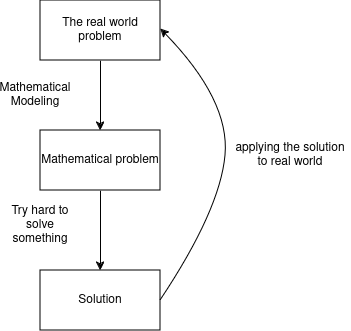 The real world
problem
Mathematical
Modeling
Mathematical problem
applying the solution
to real world
Try hard to
solve
something
Solution